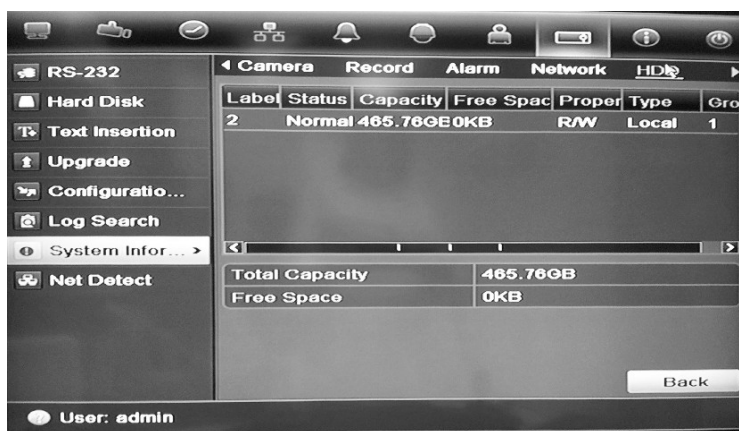 RS-232
Hard Disk
Text Insertion
Upgrade
Configuratio...
Log Search
System Infor... >
Net Detect
Camera Record Alarm Network HDD
Label Status Capacity Free Spac Proper Type Gro
2 Normal 465.76GB 0KB R/W Local 1
Total Capacity 465.76GB
Free Space 0KB
Back
User: admin